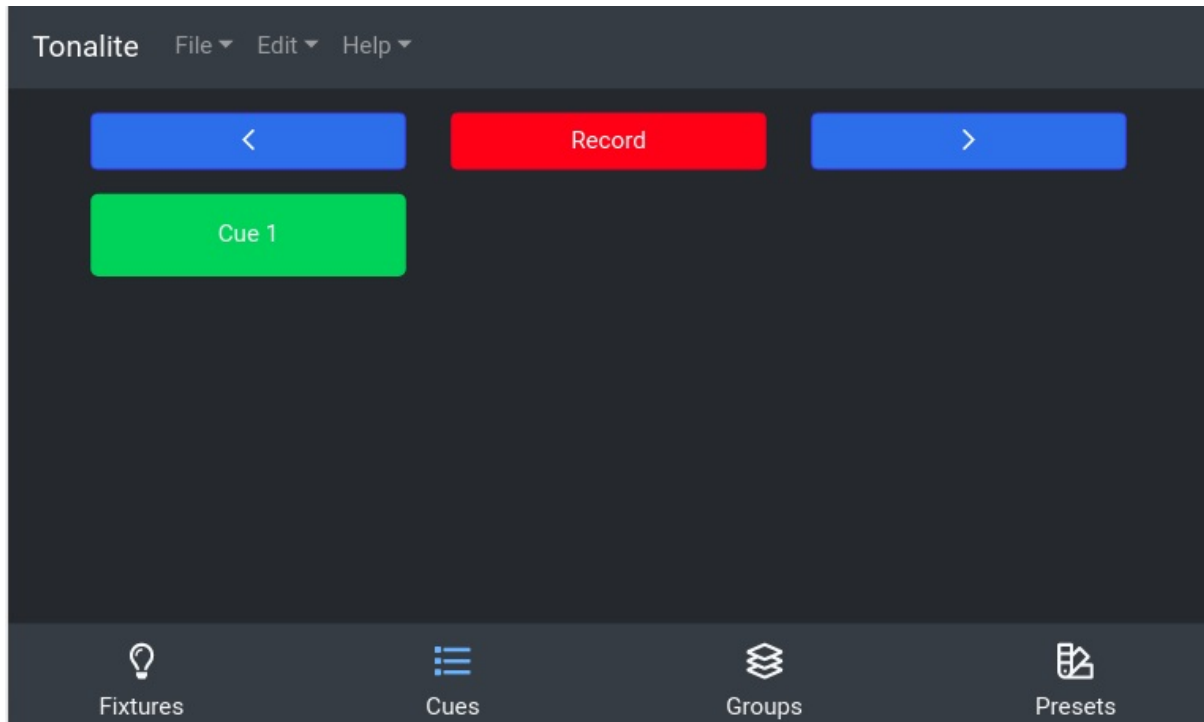 Tonalite File Edit Help
< Record >
Cue 1
Fixtures Cues Groups Presets